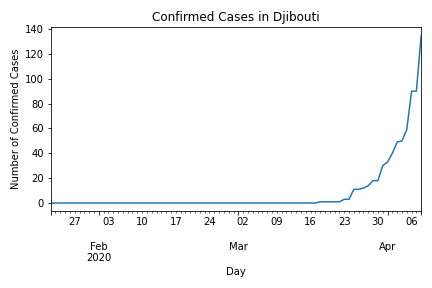 Confirmed Cases in Djibouti
Number of Confirmed Cases
140
120
100
80
60
40
20
0
27 03 10 17 24 02 09 16 23 30 06
Feb Mar Apr
2020
Day